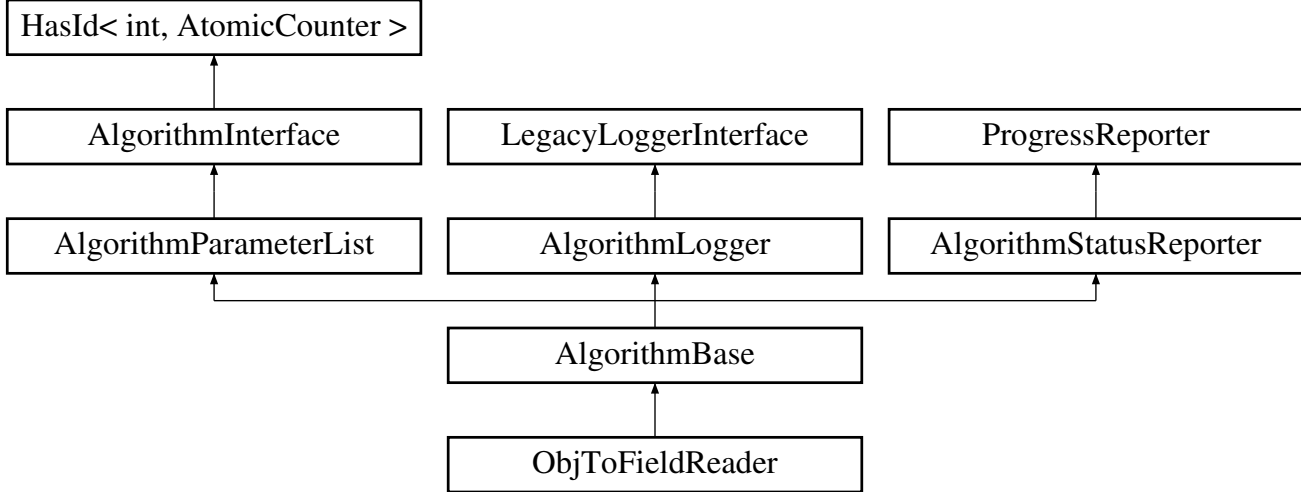 HasId< int, AtomicCounter >
AlgorithmInterface
LegacyLoggerInterface
ProgressReporter
AlgorithmParameterList
AlgorithmLogger
AlgorithmStatusReporter
AlgorithmBase
ObjToFieldReader